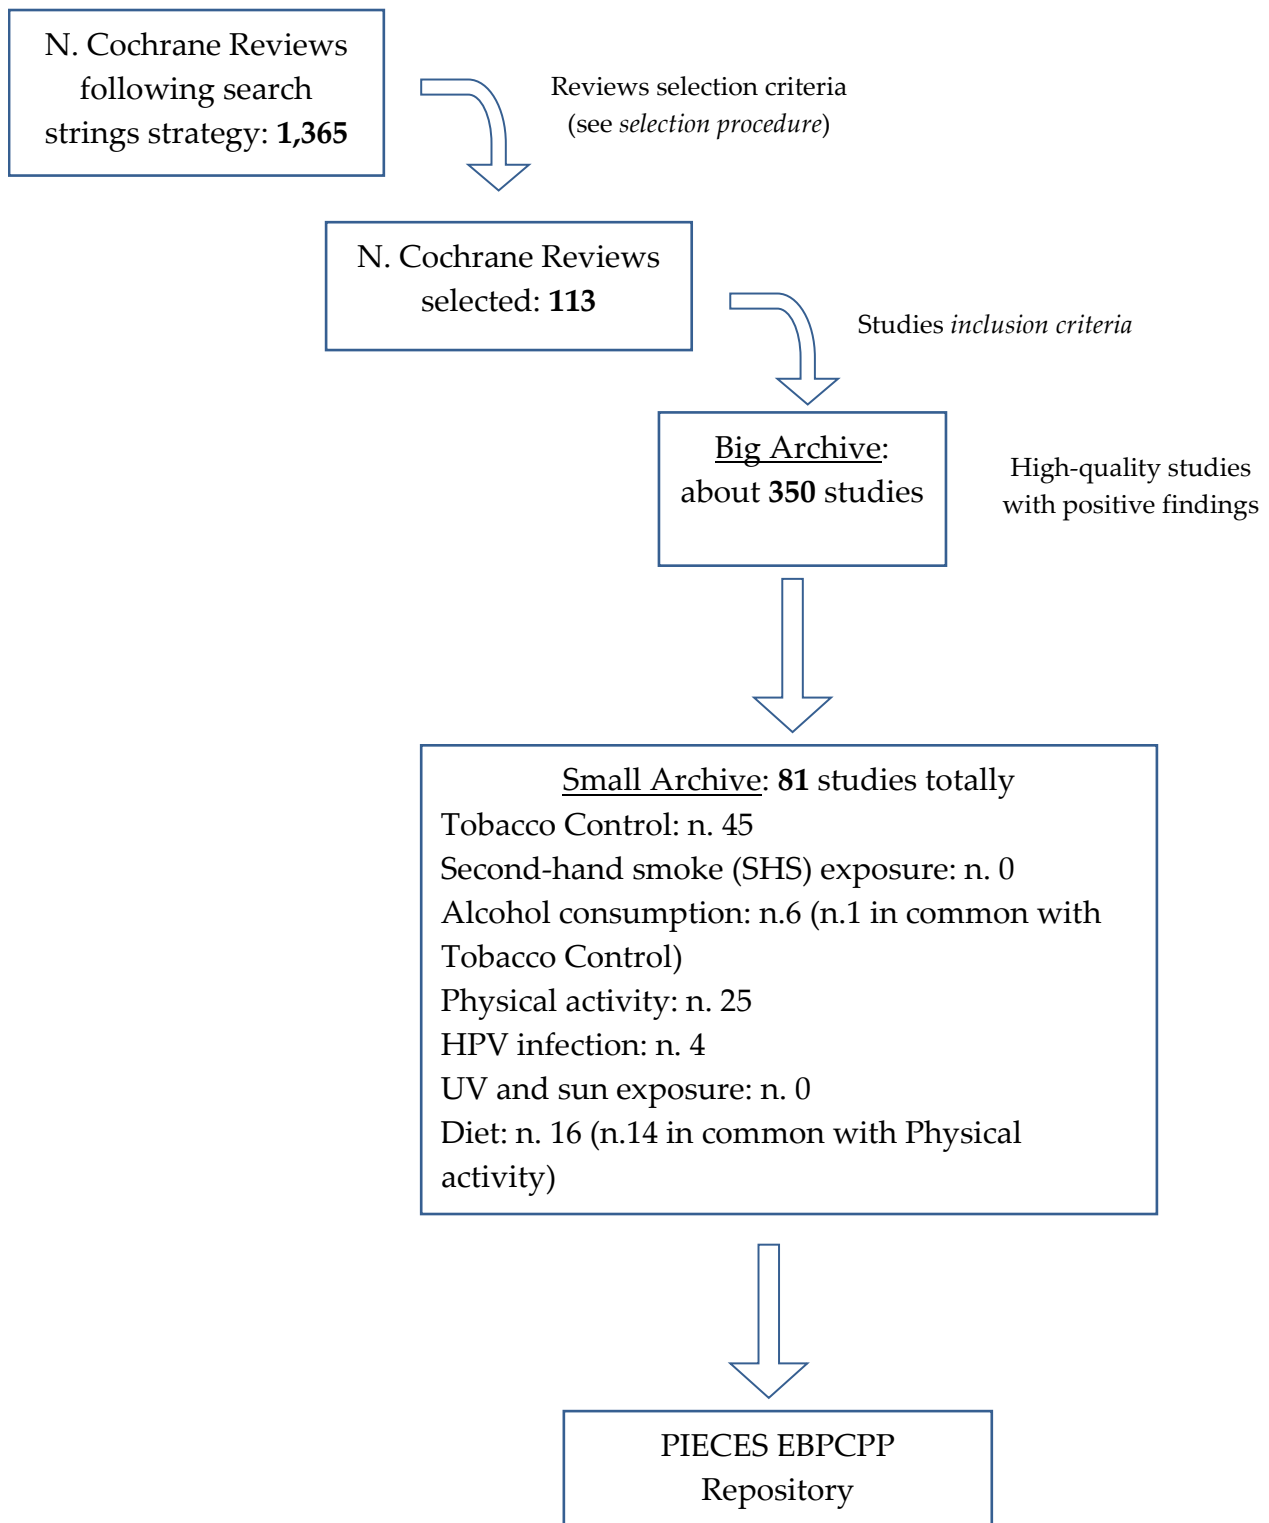 N. Cochrane Reviews
following search
strings strategy: 1,365
Reviews selection criteria
(see selection procedure)
N. Cochrane Reviews
selected: 113
Studies inclusion criteria
Big Archive:
about 350 studies
High-quality studies
with positive findings
Small Archive: 81 studies totally
Tobacco Control: n. 45
Second-hand smoke (SHS) exposure: n. 0
Alcohol consumption: n.6 (n.1 in common with
Tobacco Control)
Physical activity: n. 25
HPV infection: n. 4
UV and sun exposure: n. 0
Diet: n. 16 (n.14 in common with Physical
activity)
PIECES EBPCPP
Repository